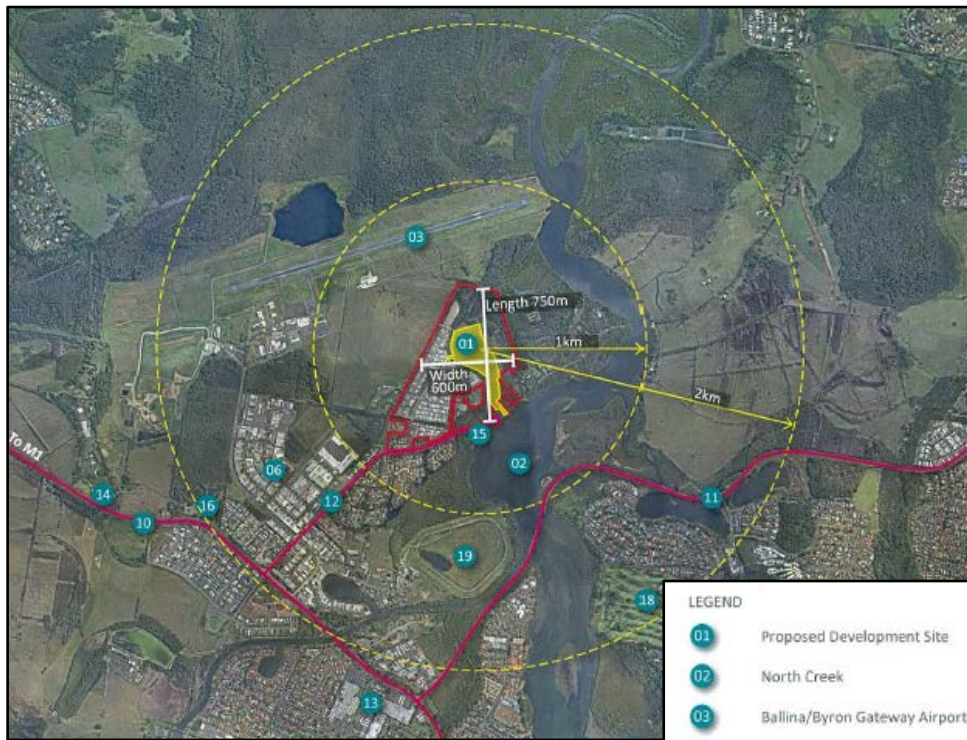 03
Length 750m
01
1km
Width
600m
2km
15
02
To M1
06
14
16
12
11
10
19
18
13
LEGEND
01 Proposed Development Site
02 North Creek
03 Ballina/Byron Gateway Airport